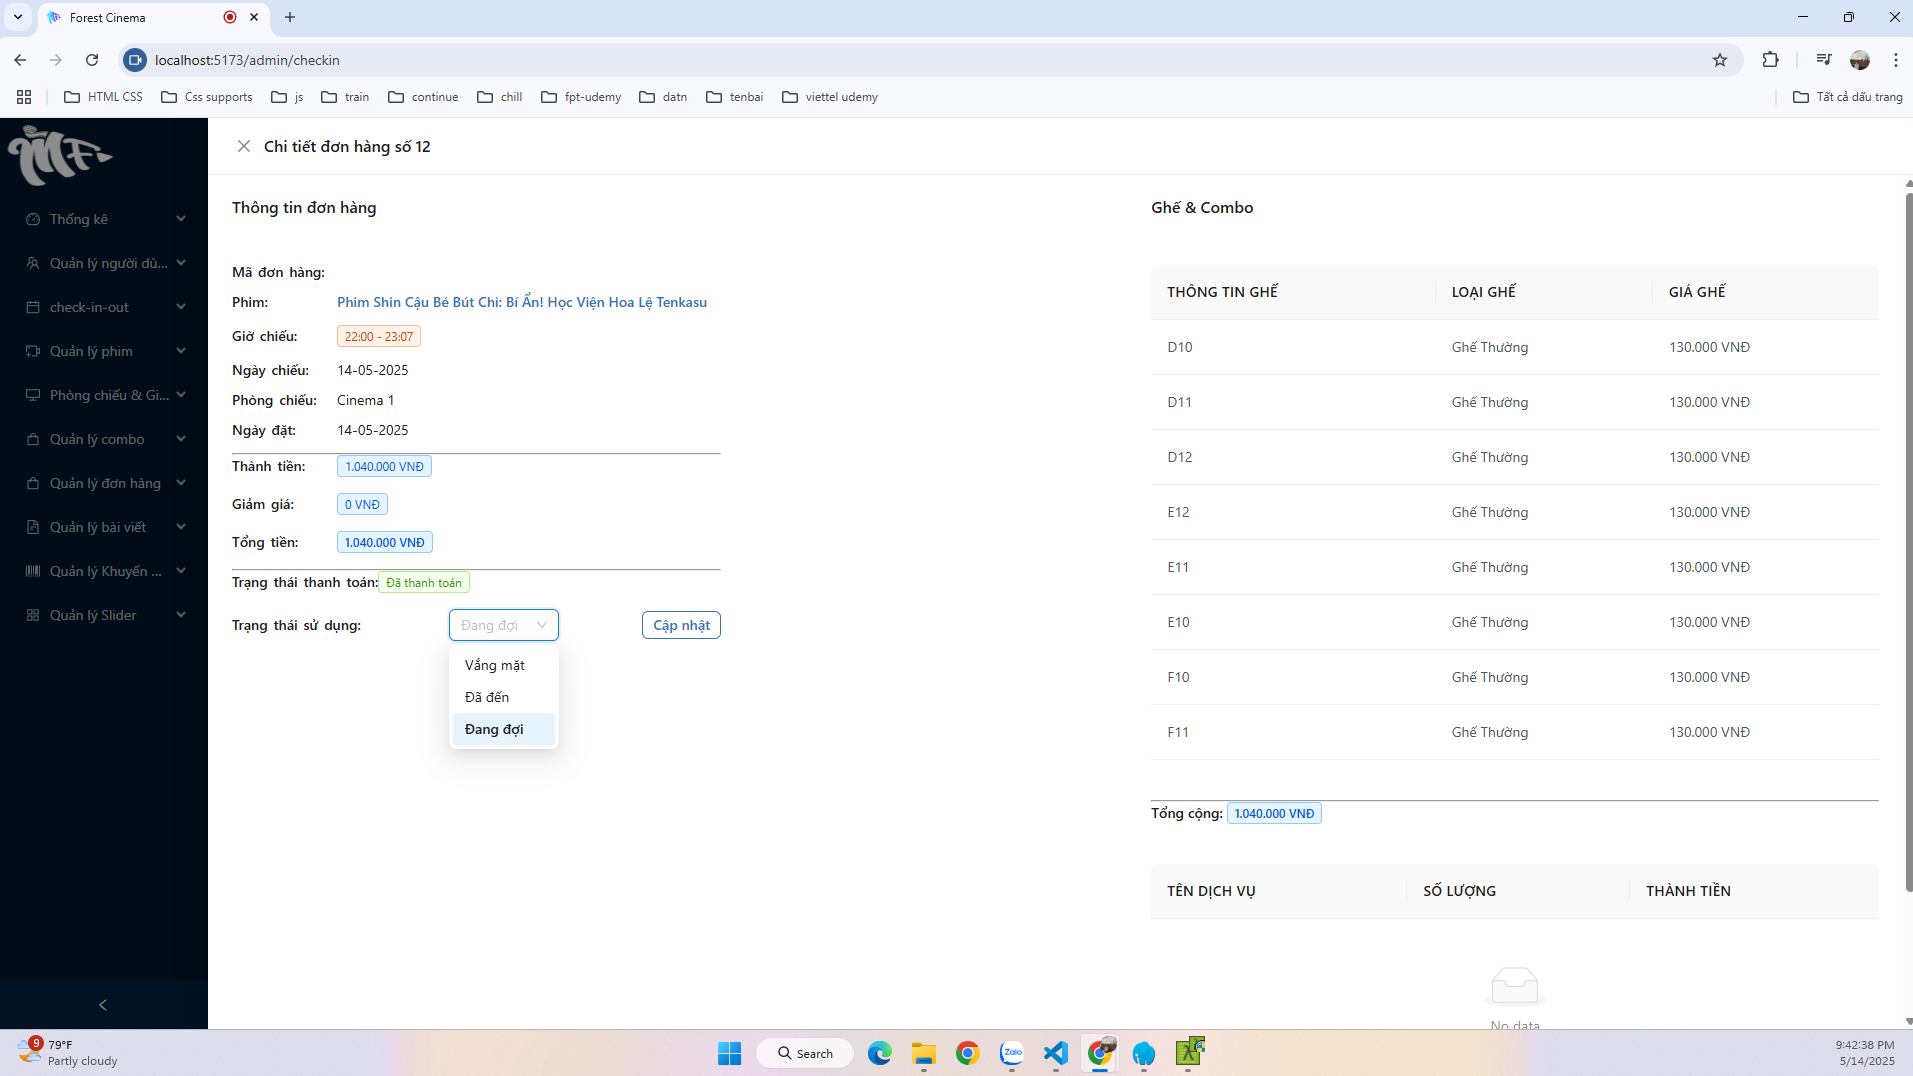 Forest Cinema
localhost:5173/admin/checkin
HTML CSS
Css supports
js
train
continue
chill
fpt-udemy
datn
tenbai
viettel udemy
Tất cả dấu trang
MF
Thống kê
Quản lý người dù...
check-in-out
Quản lý phim
Phòng chiếu & Gi...
Quản lý combo
Quản lý đơn hàng
Quản lý bài viết
Quản lý Khuyến ...
Quản lý Slider
Chi tiết đơn hàng số 12
Thông tin đơn hàng
Mã đơn hàng:
Phim: Phim Shin Cậu Bé Bút Chì: Bí Ẩn! Học Viện Hoa Lệ Tenkasu
Giờ chiếu: 22:00 - 23:07
Ngày chiếu: 14-05-2025
Phòng chiếu: Cinema 1
Ngày đặt: 14-05-2025
Thành tiền: 1.040.000 VNĐ
Giảm giá: 0 VNĐ
Tổng tiền: 1.040.000 VNĐ
Trạng thái thanh toán: Đã thanh toán
Trạng thái sử dụng: Đang đợi Cập nhật
Vắng mặt
Đã đến
Đang đợi
Ghế & Combo
THÔNG TIN GHẾ LOẠI GHẾ GIÁ GHẾ
D10 Ghế Thường 130.000 VNĐ
D11 Ghế Thường 130.000 VNĐ
D12 Ghế Thường 130.000 VNĐ
E12 Ghế Thường 130.000 VNĐ
E11 Ghế Thường 130.000 VNĐ
E10 Ghế Thường 130.000 VNĐ
F10 Ghế Thường 130.000 VNĐ
F11 Ghế Thường 130.000 VNĐ
Tổng cộng: 1.040.000 VNĐ
TÊN DỊCH VỤ SỐ LƯỢNG THÀNH TIỀN
No data
9
79°F
Partly cloudy
Search
Zalo
9:42:38 PM
5/14/2025